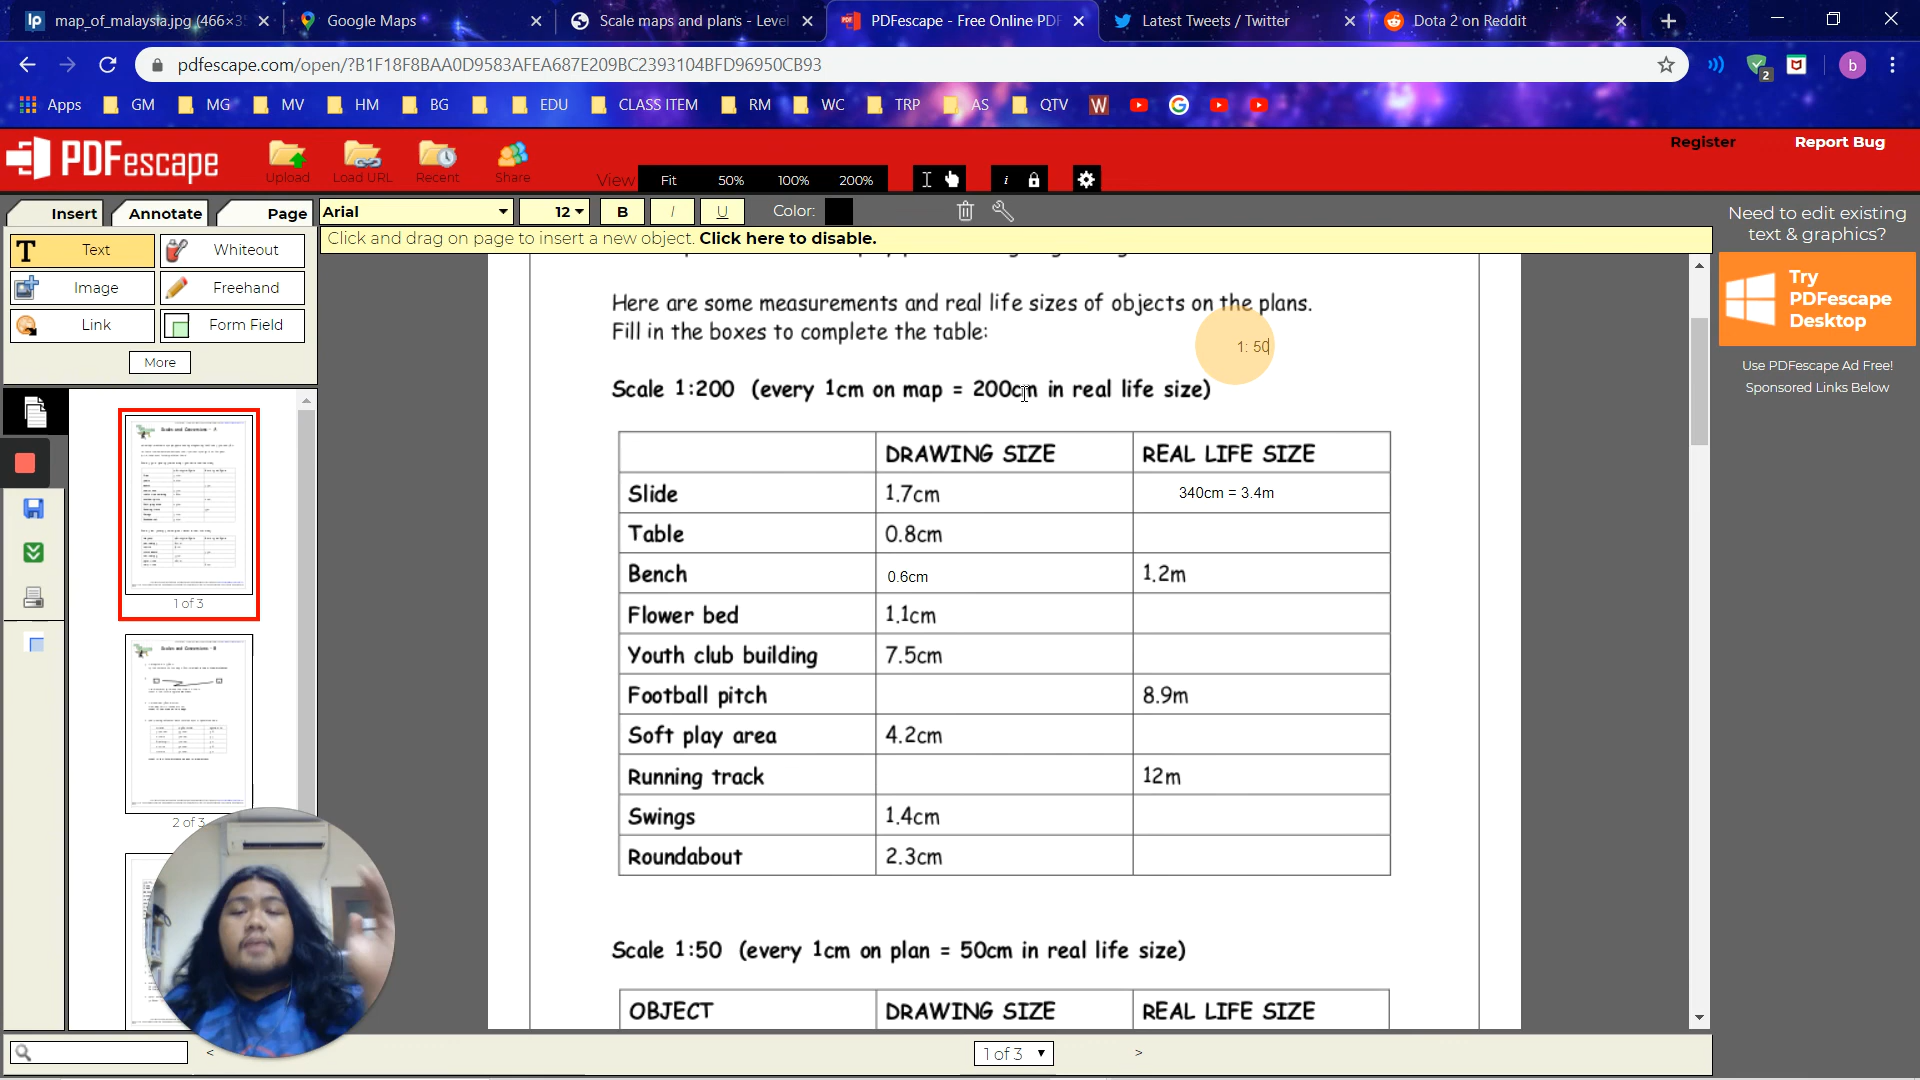 map_of_malaysia.jpg (466×3
Google Maps
Scale maps and plans - Level
PDFescape - Free Online PDF
Latest Tweets / Twitter
Dota 2 on Reddit
pdfescape.com/open/?B1F18F8BAA0D9583AFEA687E209BC2393104BFD96950CB93
2
b
Apps GM MG MV HM BG EDU CLASS ITEM RM WC TRP AS QTV
PDFescape
Upload Load URL Recent Share
View Fit 50% 100% 200%
Register Report Bug
Insert Annotate Page
Arial 12 B I U Color:
Click and drag on page to insert a new object. Click here to disable.
Text Whiteout
Image Freehand
Link Form Field
More
Need to edit existing
text & graphics?
Try
PDFescape
Desktop
Use PDFescape Ad Free!
Sponsored Links Below
Here are some measurements and real life sizes of objects on the plans.
Fill in the boxes to complete the table:
1: 50
Scale 1:200 (every 1cm on map = 200cm in real life size)
DRAWING SIZE REAL LIFE SIZE
Slide 1.7cm 340cm = 3.4m
Table 0.8cm
Bench 0.6cm 1.2m
Flower bed 1.1cm
Youth club building 7.5cm
Football pitch 8.9m
Soft play area 4.2cm
Running track 12m
Swings 1.4cm
Roundabout 2.3cm
Scale 1:50 (every 1cm on plan = 50cm in real life size)
OBJECT DRAWING SIZE REAL LIFE SIZE
Scales and Conversions - A
1 of 3
Scales and Conversions - B
2 of 3
< 1 of 3 >